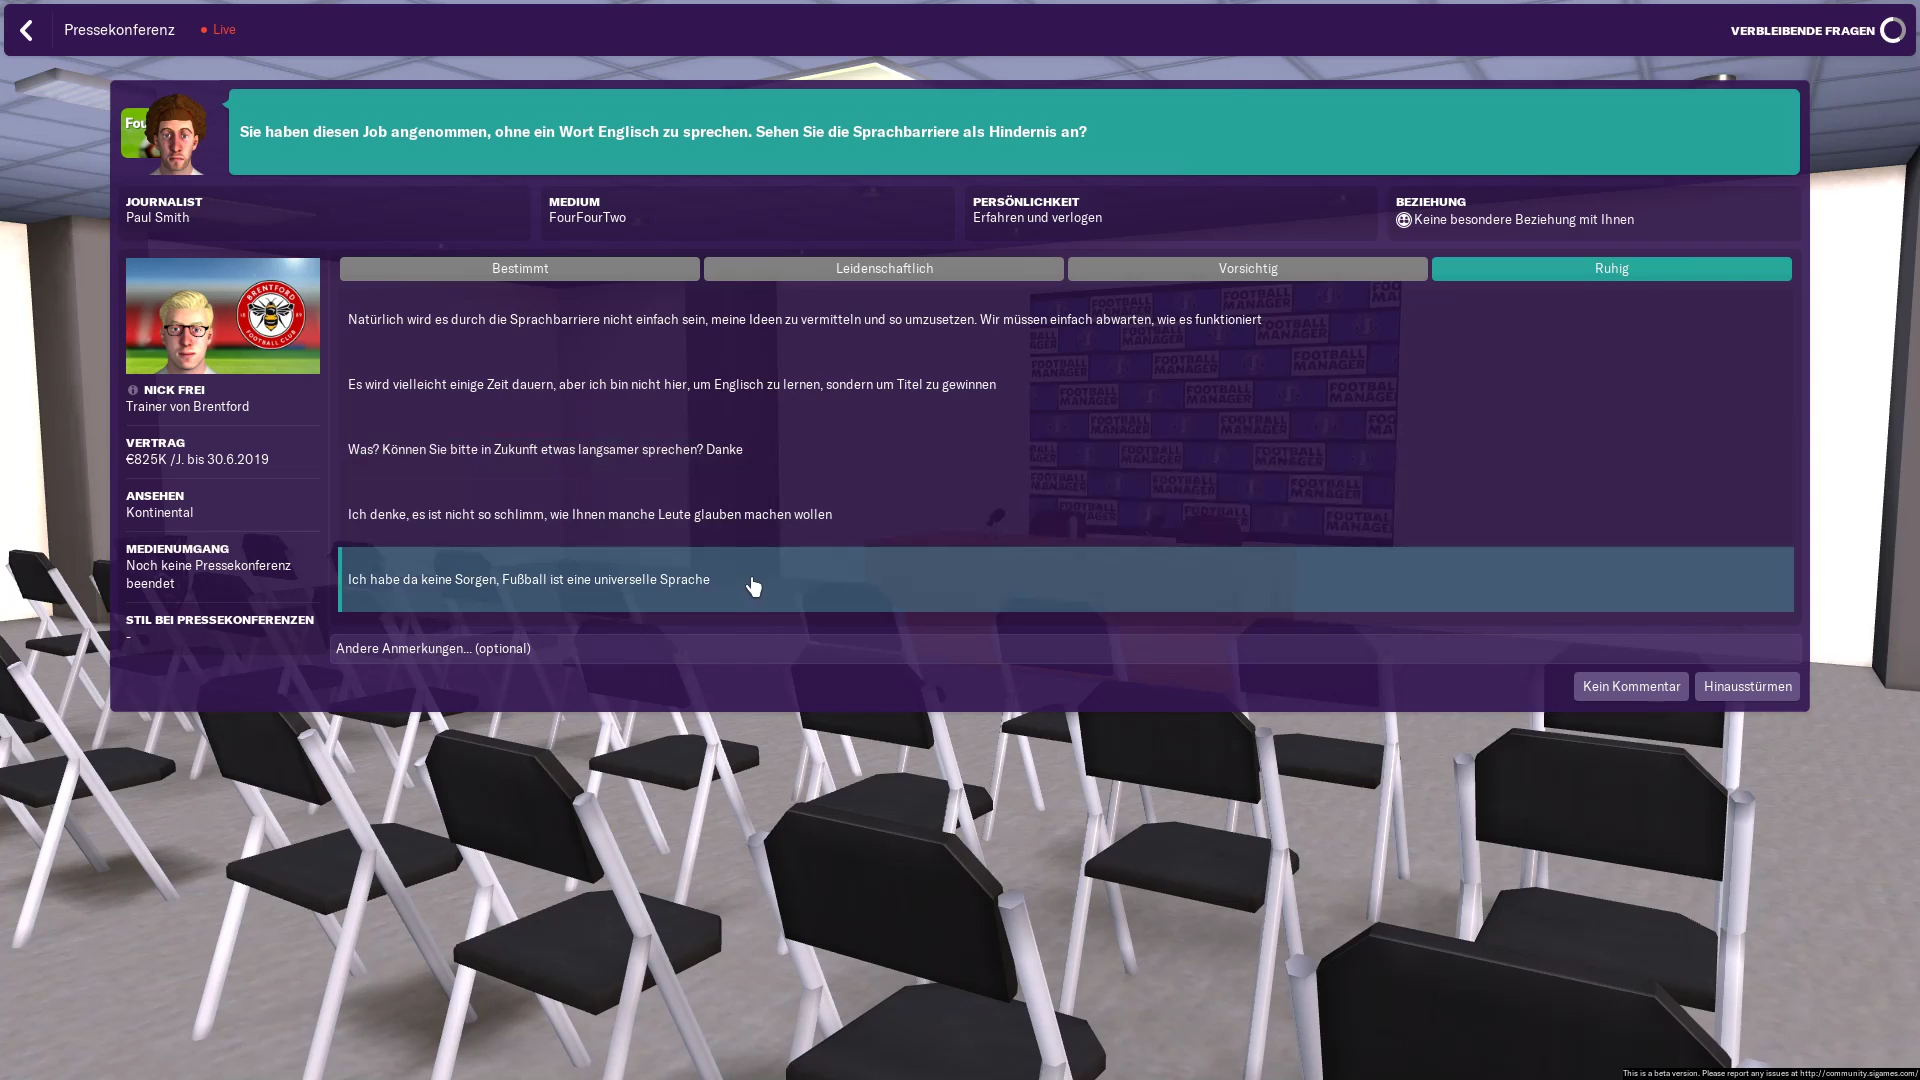 Pressekonferenz
Live
VERBLEIBENDE FRAGEN
Fou
Sie haben diesen Job angenommen, ohne ein Wort Englisch zu sprechen. Sehen Sie die Sprachbarriere als Hindernis an?
JOURNALIST
Paul Smith
MEDIUM
FourFourTwo
PERSÖNLICHKEIT
Erfahren und verlogen
BEZIEHUNG
Keine besondere Beziehung mit Ihnen
BRENTFORD
FOOTBALL CLUB
18 89
NICK FREI
Trainer von Brentford
VERTRAG
€825K /J. bis 30.6.2019
ANSEHEN
Kontinental
MEDIENUMGANG
Noch keine Pressekonferenz
beendet
STIL BEI PRESSEKONFERENZEN
-
Bestimmt
Leidenschaftlich
Vorsichtig
Ruhig
Natürlich wird es durch die Sprachbarriere nicht einfach sein, meine Ideen zu vermitteln und so umzusetzen. Wir müssen einfach abwarten, wie es funktioniert
Es wird vielleicht einige Zeit dauern, aber ich bin nicht hier, um Englisch zu lernen, sondern um Titel zu gewinnen
Was? Können Sie bitte in Zukunft etwas langsamer sprechen? Danke
Ich denke, es ist nicht so schlimm, wie Ihnen manche Leute glauben machen wollen
Ich habe da keine Sorgen, Fußball ist eine universelle Sprache
FOOTBALL MANAGER
Andere Anmerkungen... (optional)
Kein Kommentar
Hinausstürmen
This is a beta version. Please report any issues at http://community.sigames.com/